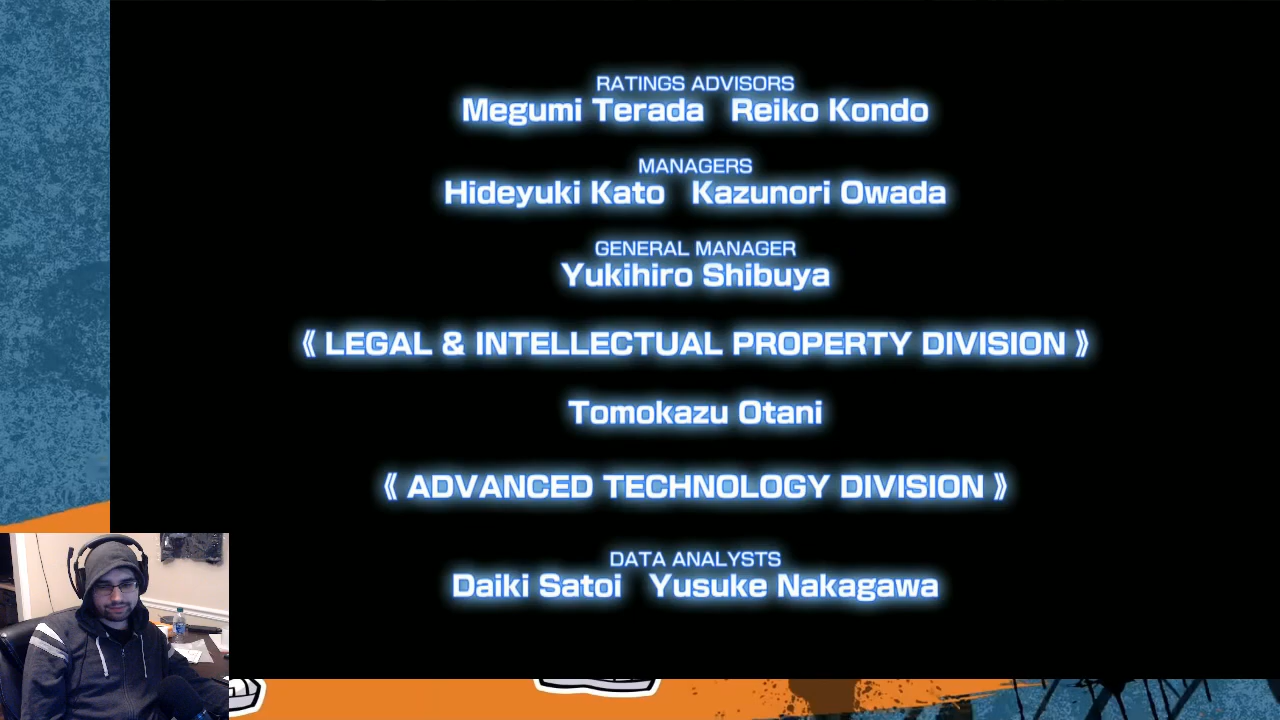 RATINGS ADVISORS
Megumi Terada Reiko Kondo
MANAGERS
Hideyuki Kato Kazunori Owada
GENERAL MANAGER
Yukihiro Shibuya
《 LEGAL & INTELLECTUAL PROPERTY DIVISION 》
Tomokazu Otani
《 ADVANCED TECHNOLOGY DIVISION 》
DATA ANALYSTS
Daiki Satoi Yusuke Nakagawa